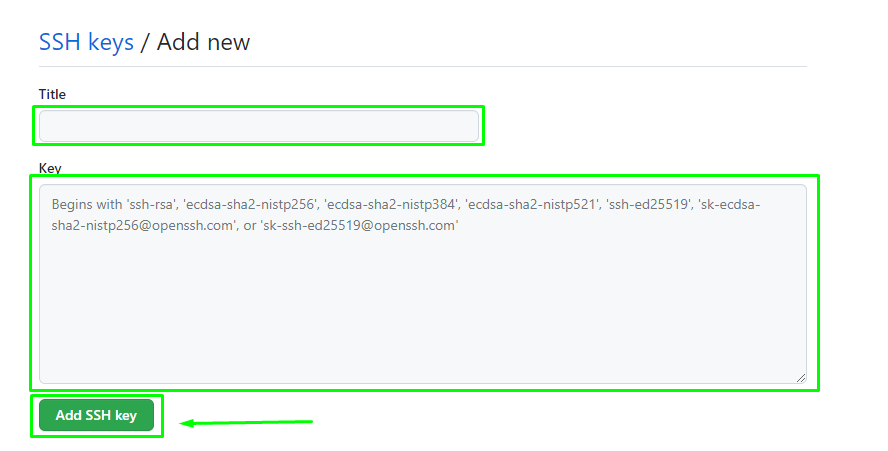 SSH keys / Add new
Title
Key
Begins with 'ssh-rsa', 'ecdsa-sha2-nistp256', 'ecdsa-sha2-nistp384', 'ecdsa-sha2-nistp521', 'ssh-ed25519', 'sk-ecdsa-
sha2-nistp256@openssh.com', or 'sk-ssh-ed25519@openssh.com'
Add SSH key